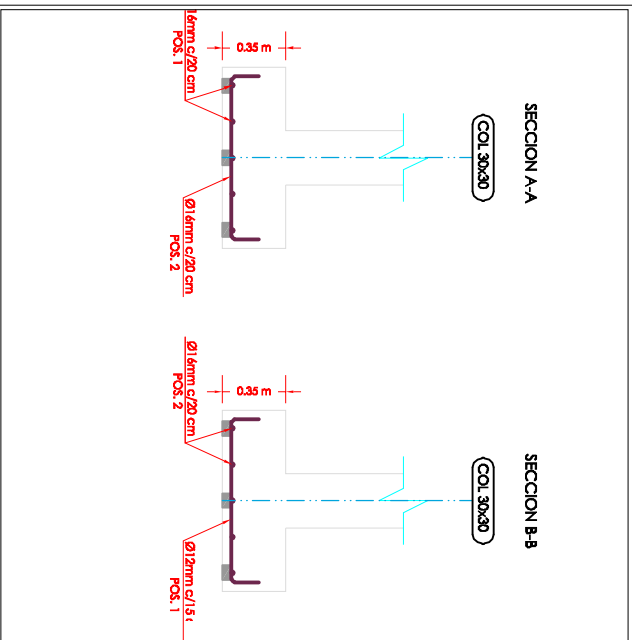 SECCION A-A
COL 30x30
0.35 m
16mm c/20 cm
POS. 1
Ø16mm c/20 cm
POS. 2
SECCION B-B
COL 30x30
0.35 m
Ø16mm c/20 cm
POS. 2
Ø12mm c/15
POS. 1